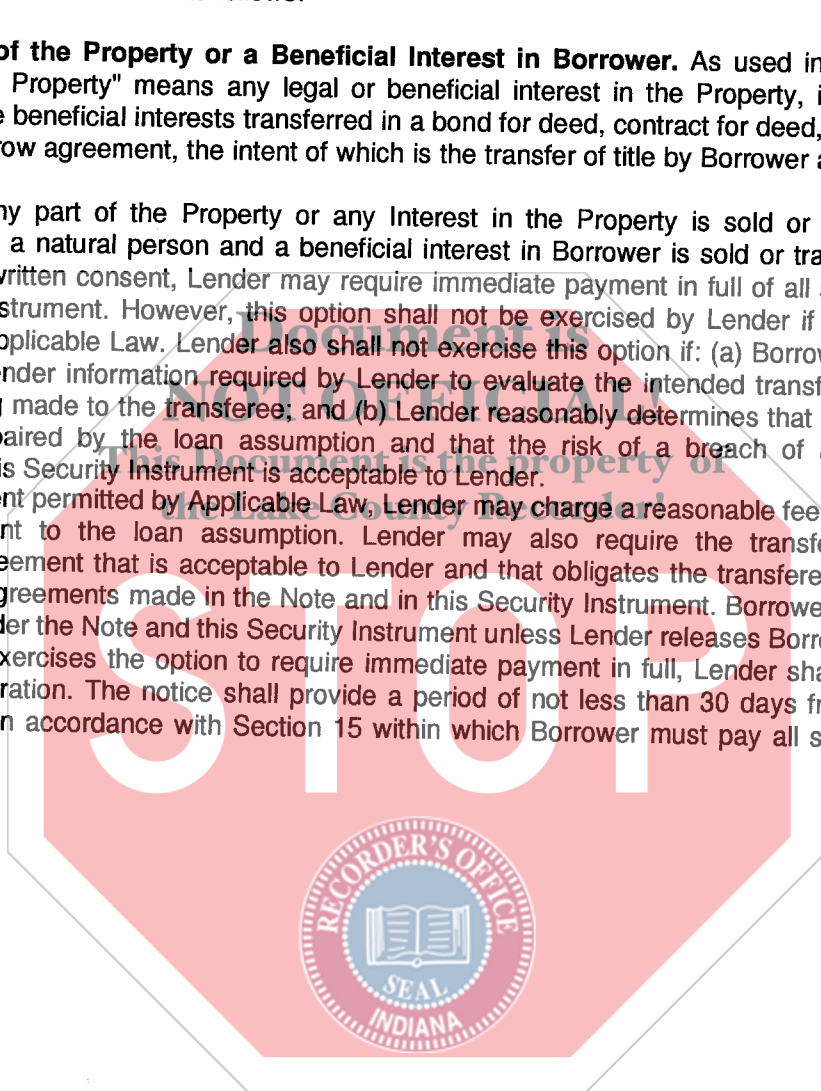 of the Property or a Beneficial Interest in Borrower. As used in
Property" means any legal or beneficial interest in the Property, i
e beneficial interests transferred in a bond for deed, contract for deed,
row agreement, the intent of which is the transfer of title by Borrower a
ny part of the Property or any Interest in the Property is sold or
a natural person and a beneficial interest in Borrower is sold or tra
written consent, Lender may require immediate payment in full of all s
strument. However, this option shall not be exercised by Lender if
Document is
pplicable Law. Lender also shall not exercise this option if: (a) Borrow
nder information required by Lender to evaluate the intended transf
NOT OFFICIAL!
g made to the transferee; and (b) Lender reasonably determines that
paired by the loan assumption and that the risk of a breach of a
This Document is the property of
is Security Instrument is acceptable to Lender.
ent permitted by Applicable Law, Lender may charge a reasonable fee
the Lake County Recorder!
nt to the loan assumption. Lender may also require the transfe
eement that is acceptable to Lender and that obligates the transfere
greements made in the Note and in this Security Instrument. Borrowe
der the Note and this Security Instrument unless Lender releases Borro
STOP
xercises the option to require immediate payment in full, Lender sha
ration. The notice shall provide a period of not less than 30 days fr
n accordance with Section 15 within which Borrower must pay all s
RECORDER'S OFFICE
SEAL
INDIANA